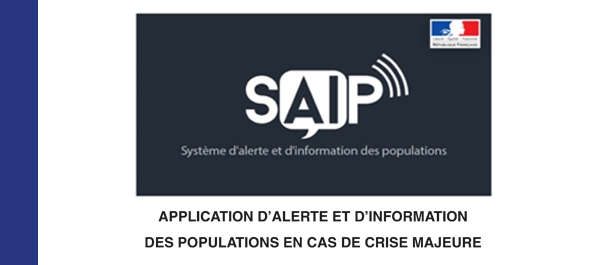 Liberté • Égalité • Fraternité
RÉPUBLIQUE FRANÇAISE
SAIP
Système d'alerte et d'information des populations
APPLICATION D'ALERTE ET D'INFORMATION
DES POPULATIONS EN CAS DE CRISE MAJEURE